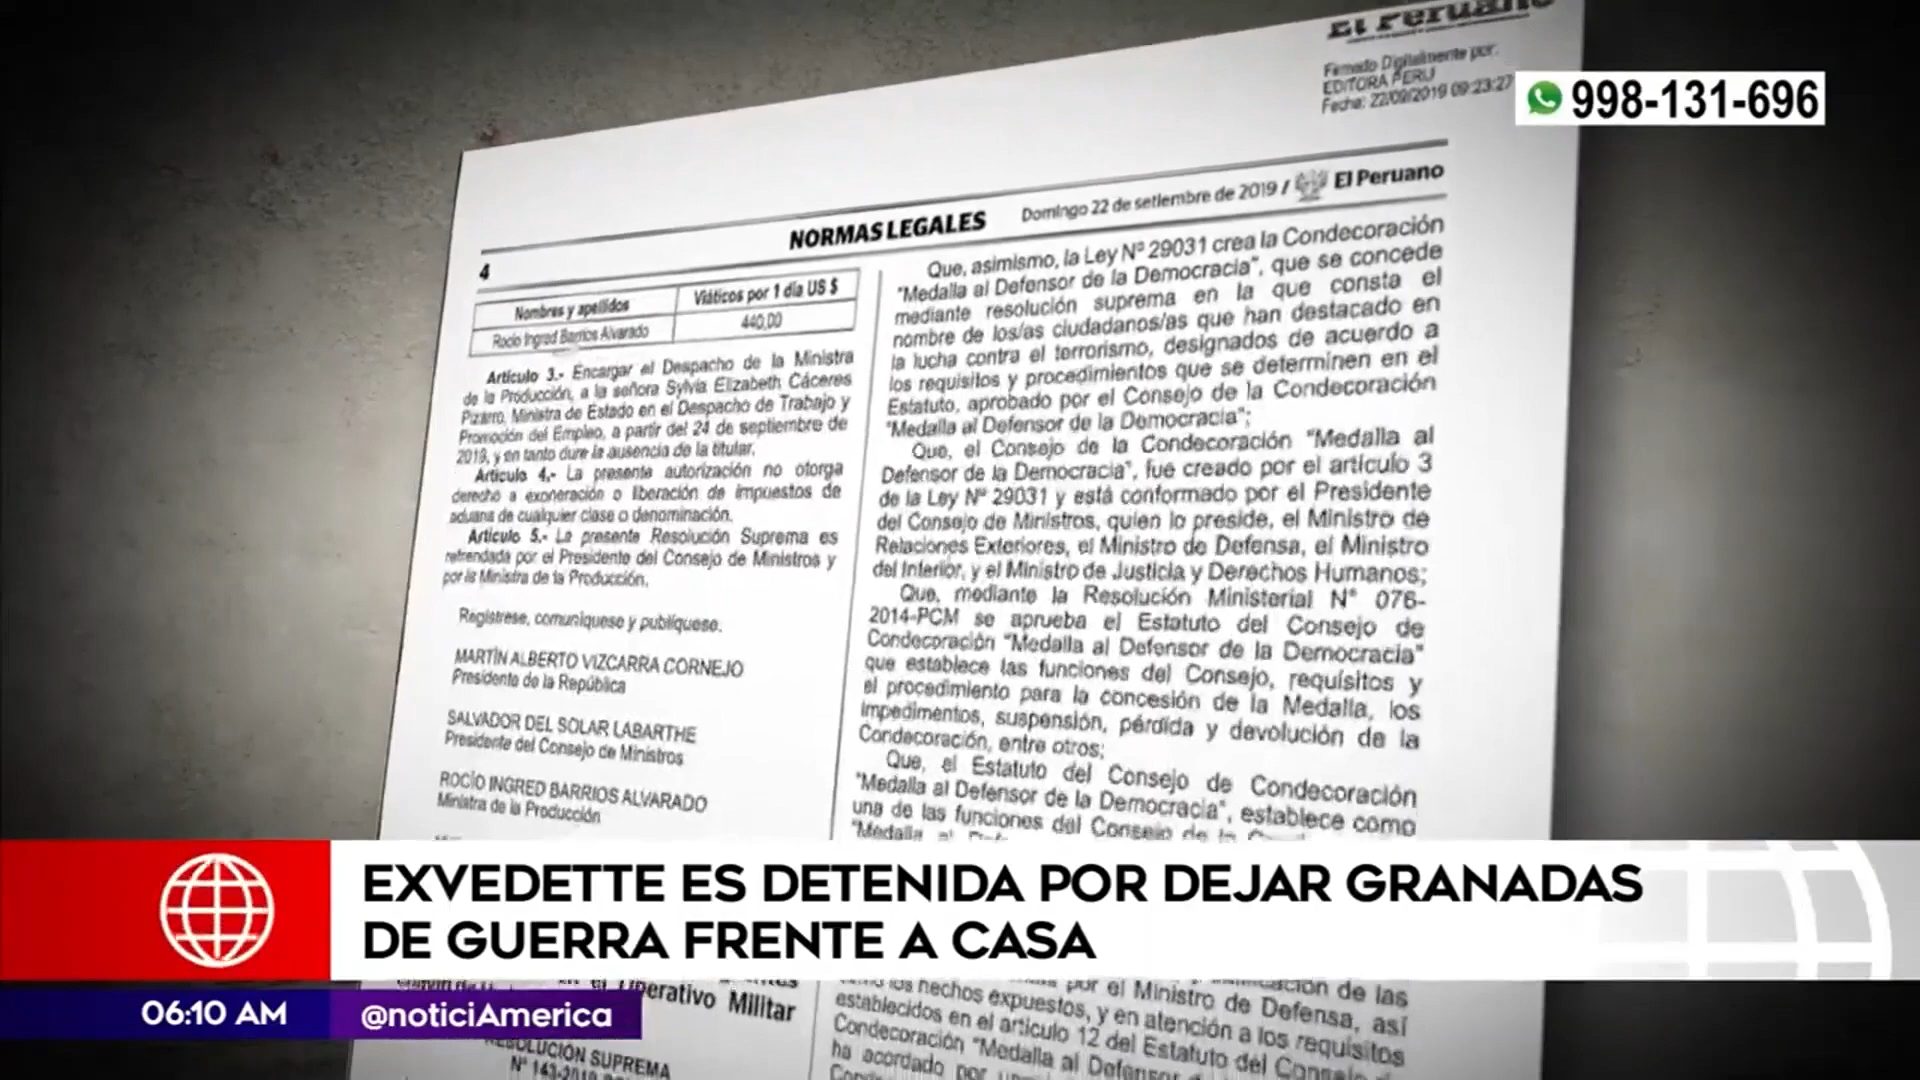 El Peruano
Firmado Digitalmente por:
EDITORA PERU
Fecha: 22/09/2019 09:23:27
998-131-696
4
NORMAS LEGALES
Domingo 22 de setiembre de 2019 /
El Peruano
Nombres y apellidos
Viáticos por 1 día US $
Rocío Ingred Barrios Alvarado
440,00
Artículo 3.- Encargar el Despacho de la Ministra
de la Producción, a la señora Sylvia Elizabeth Cáceres
Pizarro, Ministra de Estado en el Despacho de Trabajo y
Promoción del Empleo, a partir del 24 de septiembre de
2019, y en tanto dure la ausencia de la titular.
Artículo 4.- La presente autorización no otorga
derecho a exoneración o liberación de impuestos de
aduana de cualquier clase o denominación.
Artículo 5.- La presente Resolución Suprema es
refrendada por el Presidente del Consejo de Ministros y
por la Ministra de la Producción.
Regístrese, comuníquese y publíquese.
MARTÍN ALBERTO VIZCARRA CORNEJO
Presidente de la República
SALVADOR DEL SOLAR LABARTHE
Presidente del Consejo de Ministros
ROCÍO INGRED BARRIOS ALVARADO
Ministra de la Producción
Que, asimismo, la Ley Nº 29031 crea la Condecoración
"Medalla al Defensor de la Democracia", que se concede
mediante resolución suprema en la que consta el
nombre de los/as ciudadanos/as que han destacado en
la lucha contra el terrorismo, designados de acuerdo a
los requisitos y procedimientos que se determinen en el
Estatuto, aprobado por el Consejo de la Condecoración
"Medalla al Defensor de la Democracia";
Que, el Consejo de la Condecoración "Medalla al
Defensor de la Democracia", fue creado por el artículo 3
de la Ley Nº 29031 y está conformado por el Presidente
del Consejo de Ministros, quien lo preside, el Ministro de
Relaciones Exteriores, el Ministro de Defensa, el Ministro
del Interior, y el Ministro de Justicia y Derechos Humanos;
Que, mediante la Resolución Ministerial N° 076-
2014-PCM se aprueba el Estatuto del Consejo de
Condecoración "Medalla al Defensor de la Democracia"
que establece las funciones del Consejo, requisitos y
el procedimiento para la concesión de la Medalla, los
impedimentos, suspensión, pérdida y devolución de la
Condecoración, entre otros;
Que, el Estatuto del Consejo de Condecoración
"Medalla al Defensor de la Democracia", establece como
una de las funciones del Consejo de la
"Medalla al
EXVEDETTE ES DETENIDA POR DEJAR GRANADAS
DE GUERRA FRENTE A CASA
06:10 AM
@noticiAmerica
Operativo Militar
RESOLUCIÓN SUPREMA
los hechos expuestos, y en atención a los requisitos
por el Ministro de Defensa, así
establecidos en el artículo 12 del Estatuto del Consejo
Condecoración "Medalla al Defensor
ha acordado por